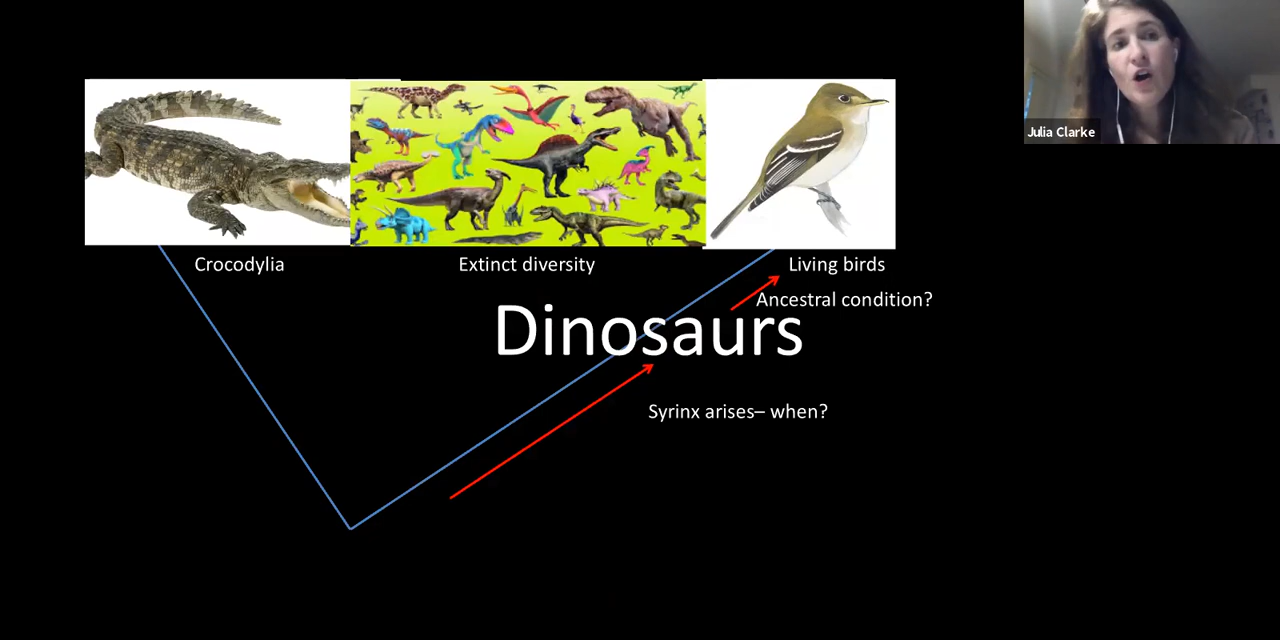 Julia Clarke
Crocodylia
Extinct diversity
Living birds
Ancestral condition?
Dinosaurs
Syrinx arises– when?